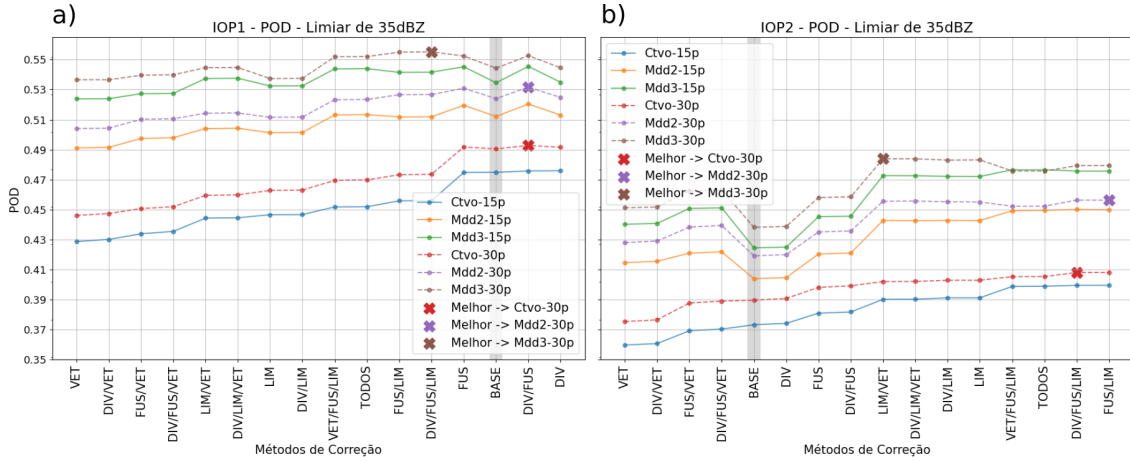 a)
IOP1 - POD - Limiar de 35dBZ
POD
0.55
0.53
0.51
0.49
0.47
0.45
0.43
0.41
0.39
0.37
0.35
Ctvo-15p
Mdd2-15p
Mdd3-15p
Ctvo-30p
Mdd2-30p
Mdd3-30p
Melhor -> Ctvo-30p
Melhor -> Mdd2-30p
Melhor -> Mdd3-30p
VET
DIV/VET
FUS/VET
DIV/FUS/VET
LIM/VET
DIV/LIM/VET
LIM
DIV/LIM
VET/FUS/LIM
TODOS
FUS/LIM
DIV/FUS/LIM
FUS
BASE
DIV/FUS
DIV
Métodos de Correção
b)
IOP2 - POD - Limiar de 35dBZ
Ctvo-15p
Mdd2-15p
Mdd3-15p
Ctvo-30p
Mdd2-30p
Mdd3-30p
Melhor -> Ctvo-30p
Melhor -> Mdd2-30p
Melhor -> Mdd3-30p
VET
DIV/VET
FUS/VET
DIV/FUS/VET
BASE
DIV
FUS
DIV/FUS
LIM/VET
DIV/LIM/VET
DIV/LIM
LIM
VET/FUS/LIM
TODOS
DIV/FUS/LIM
FUS/LIM
Métodos de Correção